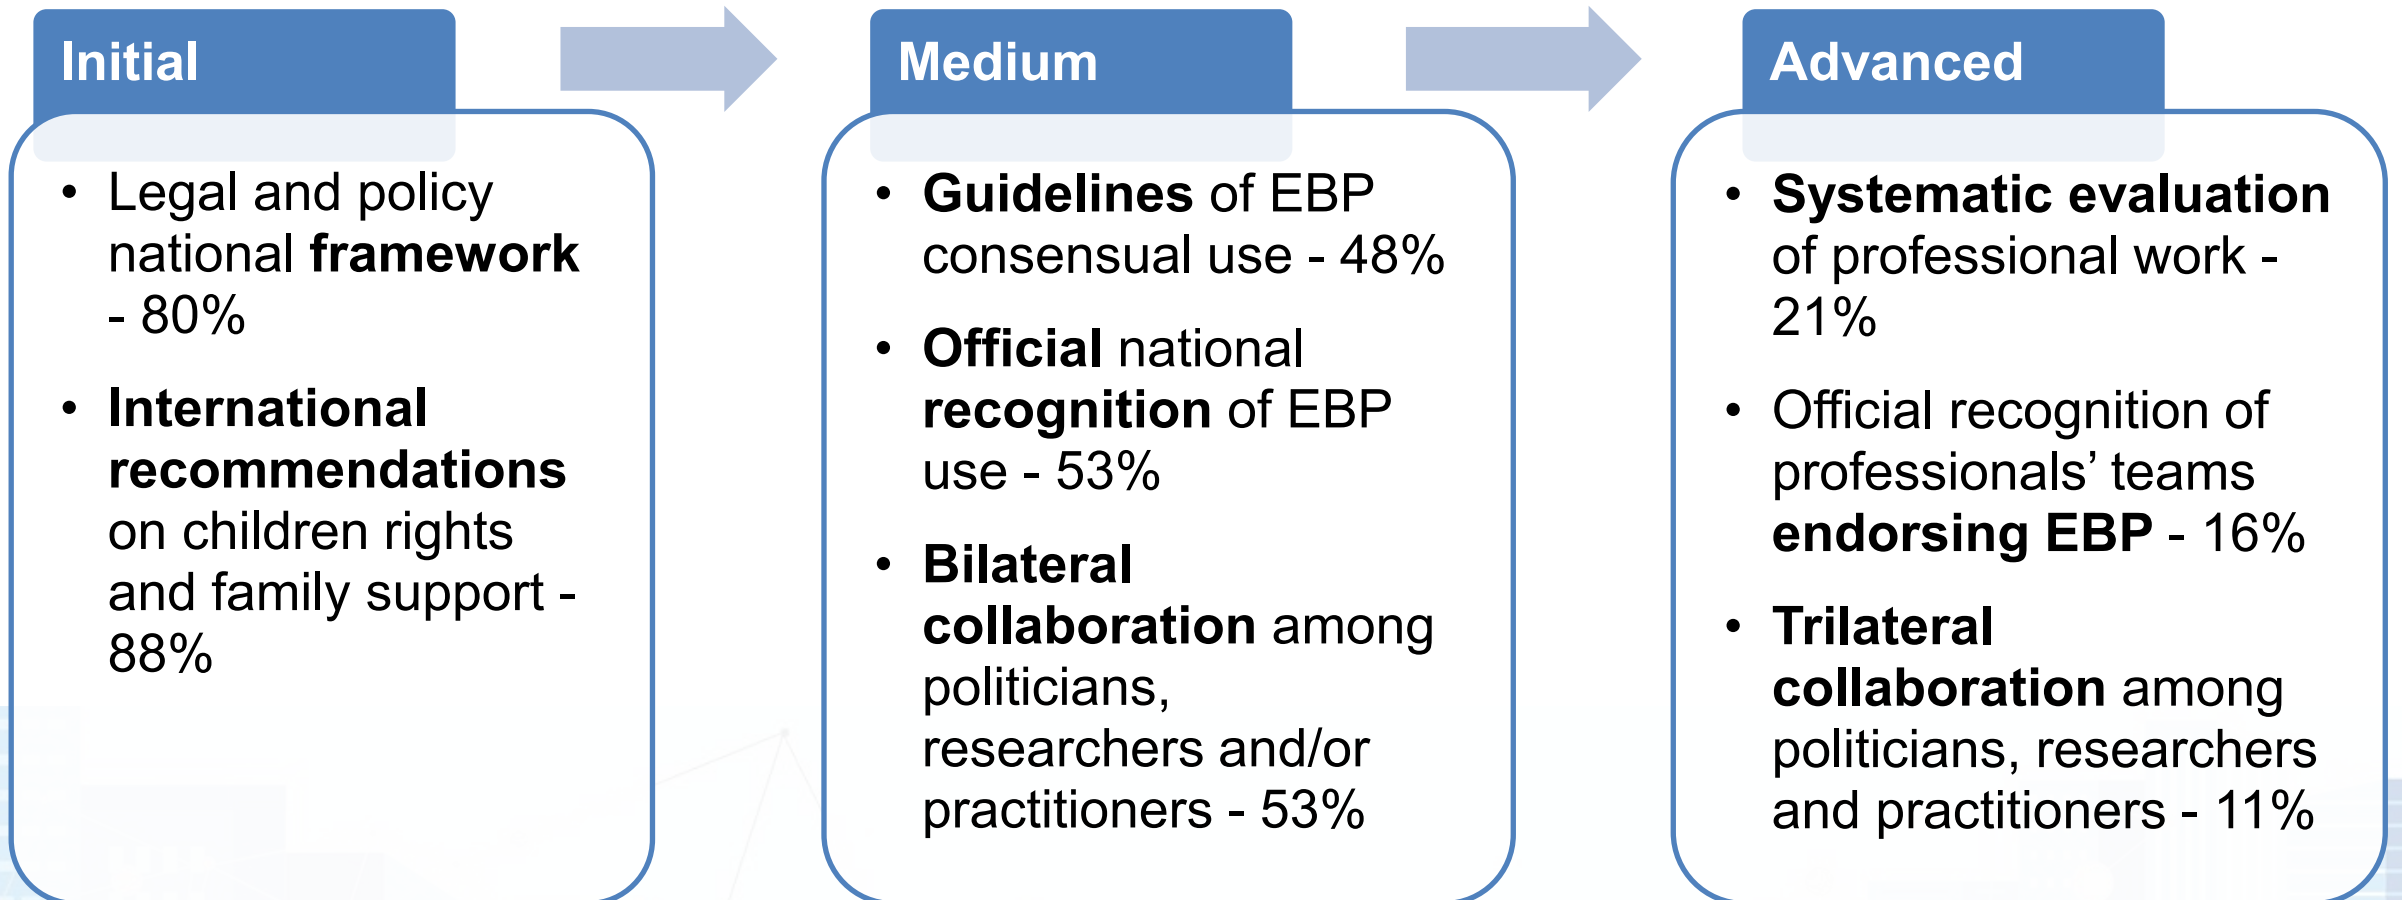 Initial
• Legal and policy
national framework
- 80%
• International
recommendations
on children rights
and family support -
88%
Medium
• Guidelines of EBP
consensual use - 48%
• Official national
recognition of EBP
use - 53%
• Bilateral
collaboration among
politicians,
researchers and/or
practitioners - 53%
Advanced
• Systematic evaluation
of professional work -
21%
• Official recognition of
professionals’ teams
endorsing EBP - 16%
• Trilateral
collaboration among
politicians, researchers
and practitioners - 11%